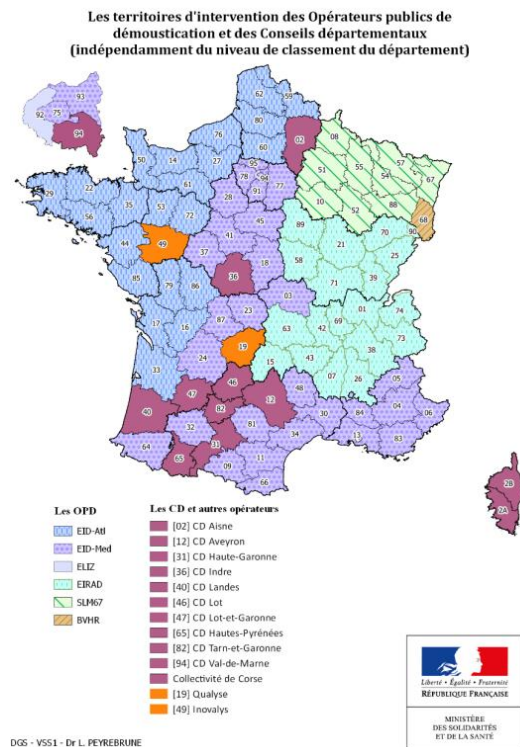 Les territoires d'intervention des Opérateurs publics de
démoustication et des Conseils départementaux
(indépendamment du niveau de classement du département)
93
92
75
94
62
59
80
76
02
60
08
50
14
27
95
51
55
57
54
67
61
78
94
77
91
29
22
35
53
28
10
52
88
68
56
72
45
89
70
90
44
49
41
21
25
37
18
58
39
85
79
86
36
71
03
17
16
87
23
01
74
63
42
69
73
24
19
38
33
15
43
07
26
46
48
05
47
12
40
82
30
84
04
06
32
81
34
13
83
64
31
65
09
11
66
2B
2A
Les OPD
EID-Atl
EID-Med
ELIZ
EIRAD
SLM67
BVHR
Les CD et autres opérateurs
[02] CD Aisne
[12] CD Aveyron
[31] CD Haute-Garonne
[36] CD Indre
[40] CD Landes
[46] CD Lot
[47] CD Lot-et-Garonne
[65] CD Hautes-Pyrénées
[82] CD Tarn-et-Garonne
[94] CD Val-de-Marne
Collectivité de Corse
[19] Qualyse
[49] Inovalys
Liberté • Égalité • Fraternité
RÉPUBLIQUE FRANÇAISE
MINISTÈRE
DES SOLIDARITÉS
ET DE LA SANTÉ
DGS - VSS1 - Dr L. PEYREBRUNE